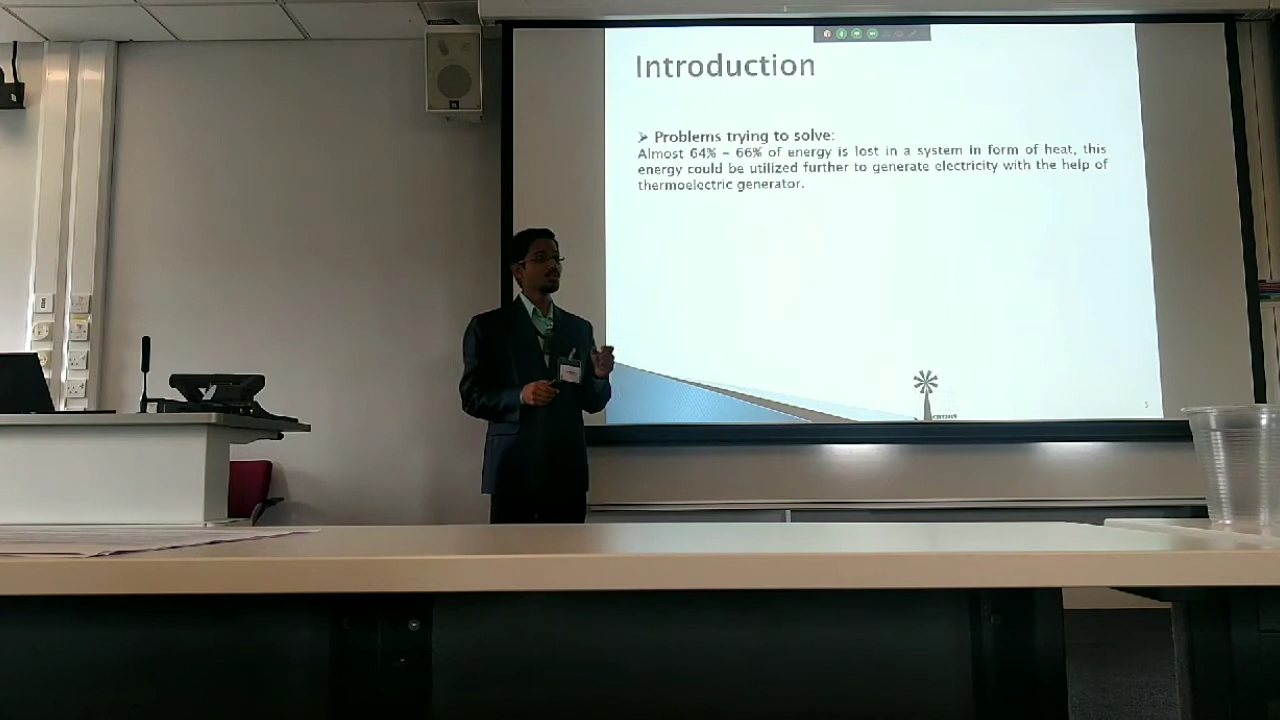 Introduction
➢ Problems trying to solve:
Almost 64% – 66% of energy is lost in a system in form of heat, this
energy could be utilized further to generate electricity with the help of
thermoelectric generator.